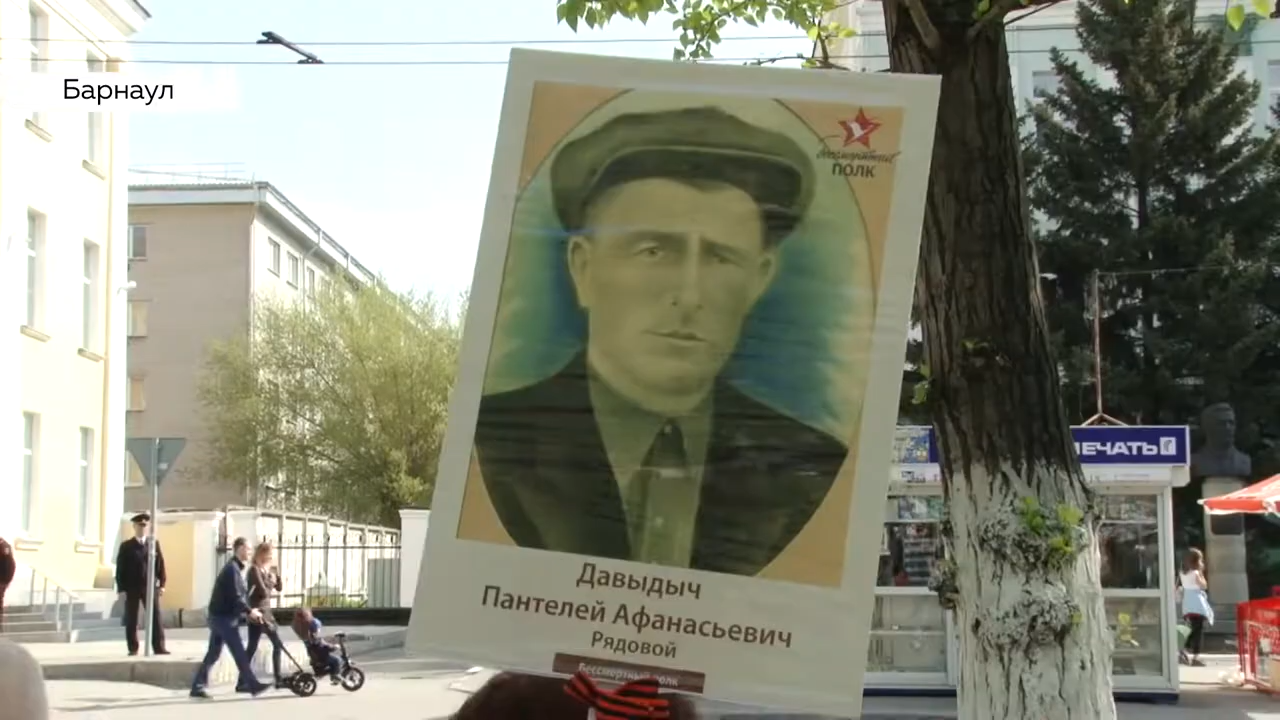 Барнаул
бессмертный
ПОЛК
ПЕЧАТЬ
Давыдыч
Пантелей Афанасьевич
Рядовой
Бессмертный полк